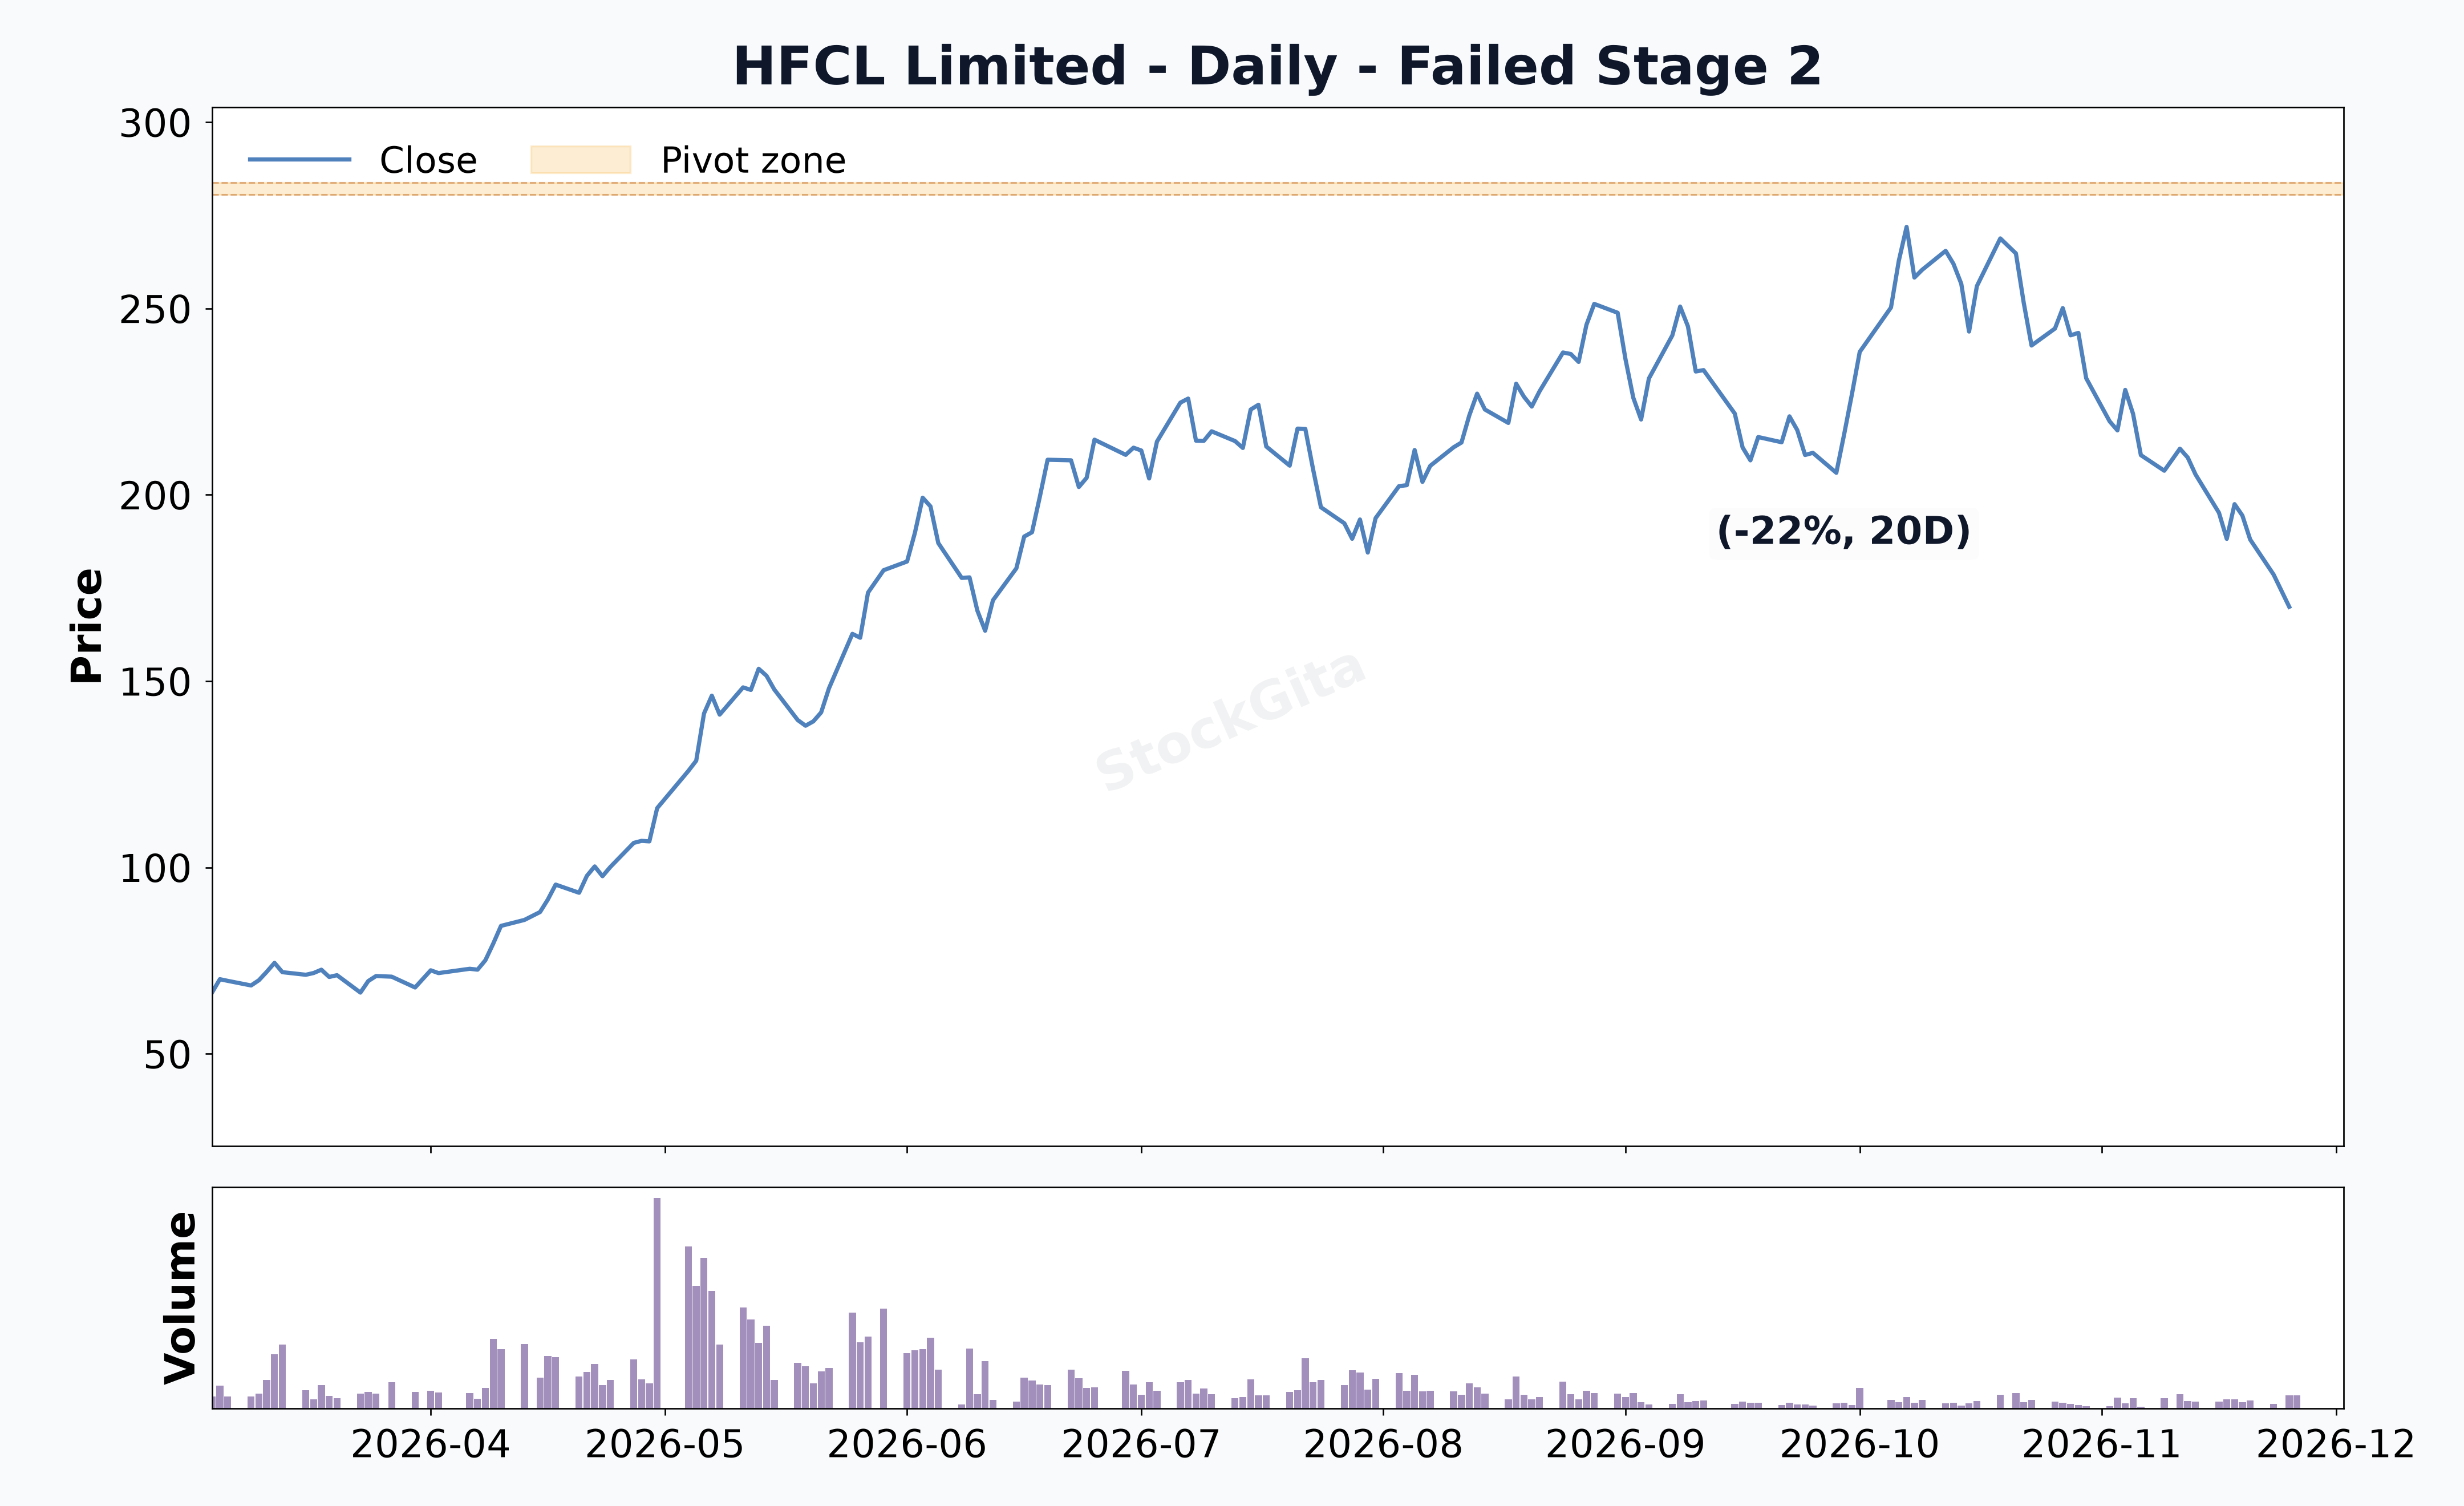 HFCL Limited - Daily - Failed Stage 2
Close
Pivot zone
Price
300
250
200
150
100
50
(-22%, 20D)
StockGita
Volume
2026-04
2026-05
2026-06
2026-07
2026-08
2026-09
2026-10
2026-11
2026-12